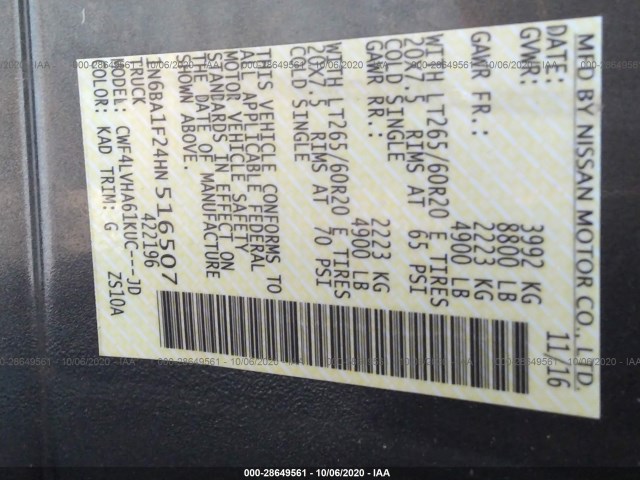 MFD BY NISSAN MOTOR CO., LTD.
DATE: 11/16
GVWR: 3992 KG
8800 LB
GAWR FR.: 2223 KG
4900 LB
WITH LT265/60R20 E TIRES
20X7.5 RIMS AT 65 PSI
COLD SINGLE
GAWR RR.: 2223 KG
4900 LB
WITH LT265/60R20 E TIRES
20X7.5 RIMS AT 70 PSI
COLD SINGLE
THIS VEHICLE CONFORMS TO
ALL APPLICABLE FEDERAL
MOTOR VEHICLE SAFETY
STANDARDS IN EFFECT ON
THE DATE OF MANUFACTURE
SHOWN ABOVE.
1N6BA1F24HN516507
TRUCK 422196
MODEL: CWF4LVHA61KUC---JD
COLOR: KAD TRIM: G ZS10A
000-28649561 - 10/06/2020 - IAA